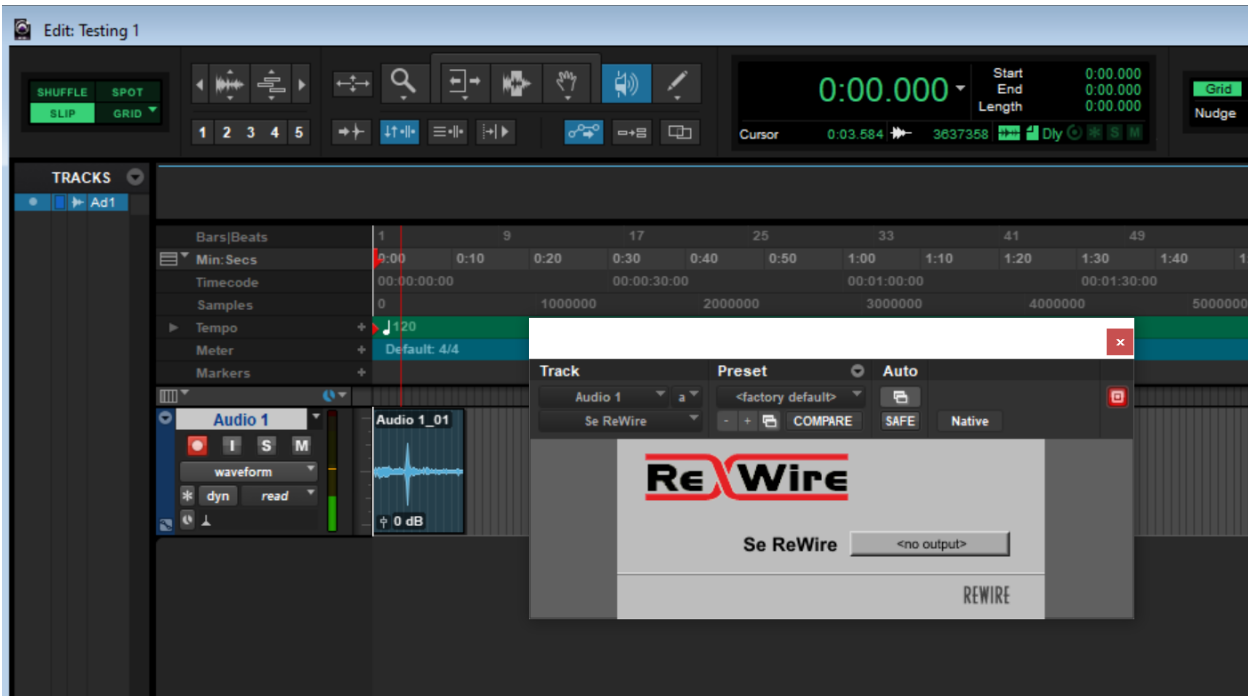 Edit: Testing 1
SHUFFLE SPOT
SLIP GRID
1 2 3 4 5
0:00.000
Start 0:00.000
End 0:00.000
Length 0:00.000
Cursor 0:03.584 3637358 Dly S M
Grid
Nudge
TRACKS
Ad1
Bars|Beats 1 9 17 25 33 41 49
Min:Secs 0:00 0:10 0:20 0:30 0:40 0:50 1:00 1:10 1:20 1:30 1:40 1:
Timecode 00:00:00:00 00:00:30:00 00:01:00:00 00:01:30:00
Samples 0 1000000 2000000 3000000 4000000 5000000
Tempo + 120
Meter + Default: 4/4
Markers +
Audio 1
I S M
waveform
dyn read
Audio 1_01
0 dB
x
Track Preset Auto
Audio 1 a <factory default>
Se ReWire - + COMPARE SAFE Native
ReWire
Se ReWire <no output>
REWIRE